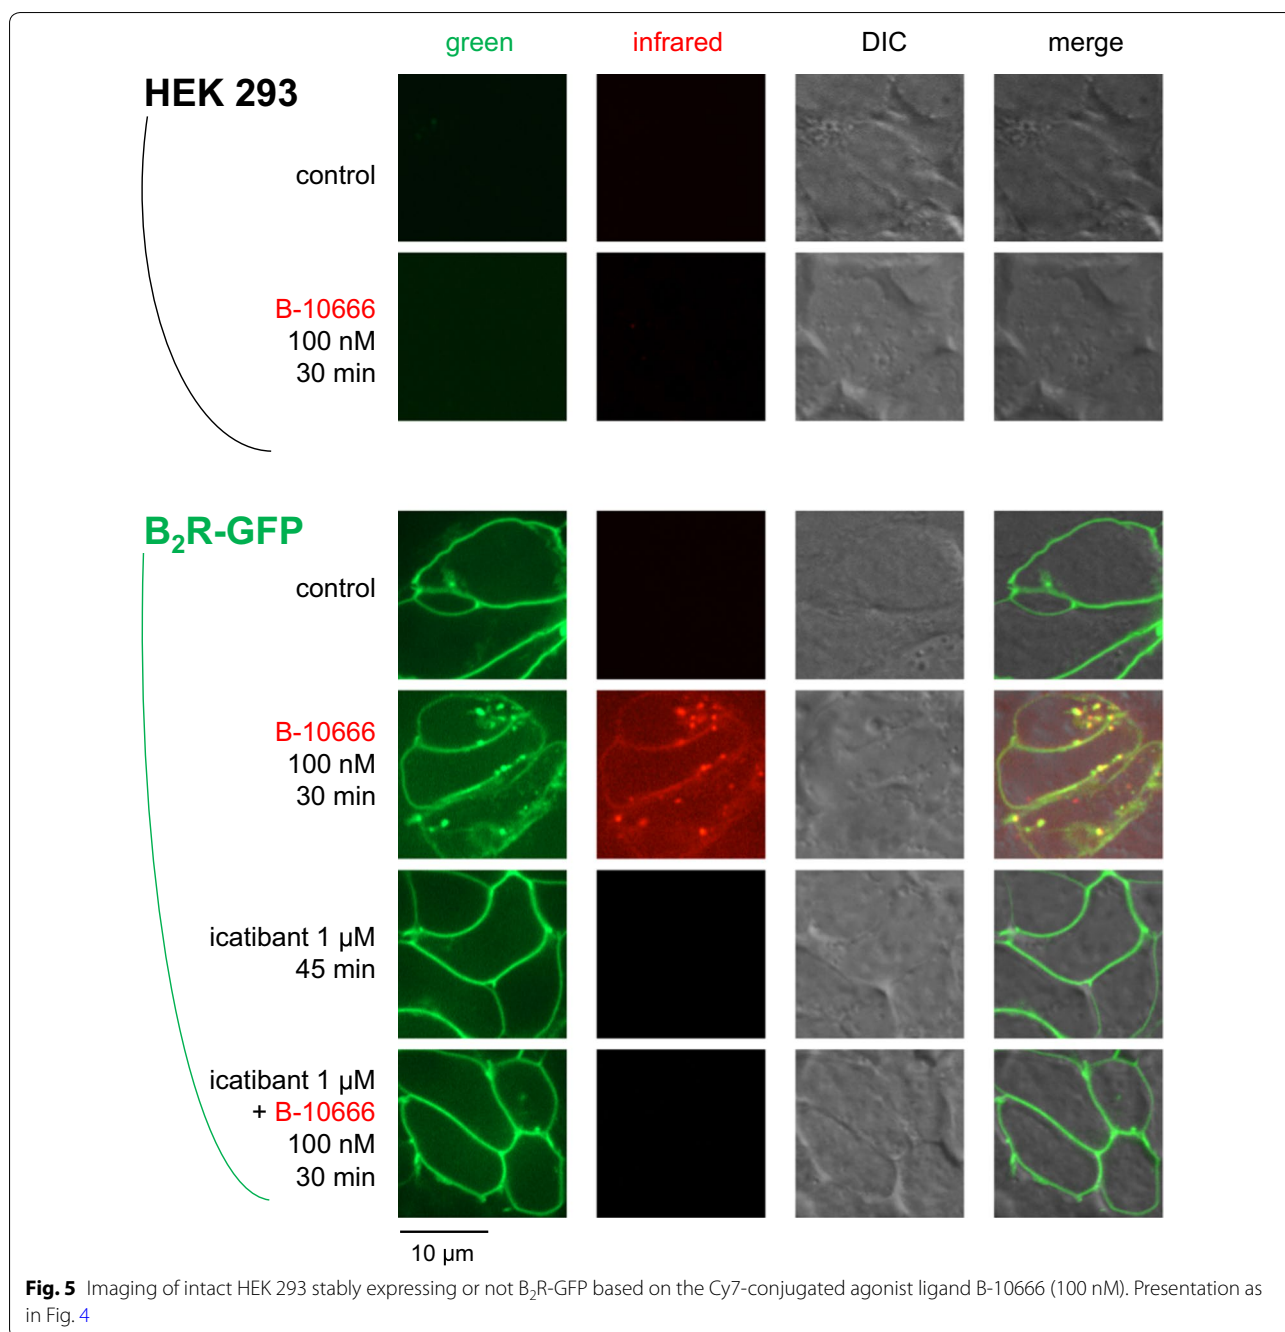 green infrared DIC merge
HEK 293
control
B-10666
100 nM
30 min
B₂R-GFP
control
B-10666
100 nM
30 min
icatibant 1 µM
45 min
icatibant 1 µM
+ B-10666
100 nM
30 min
10 µm
Fig. 5 Imaging of intact HEK 293 stably expressing or not B₂R-GFP based on the Cy7-conjugated agonist ligand B-10666 (100 nM). Presentation as
in Fig. 4